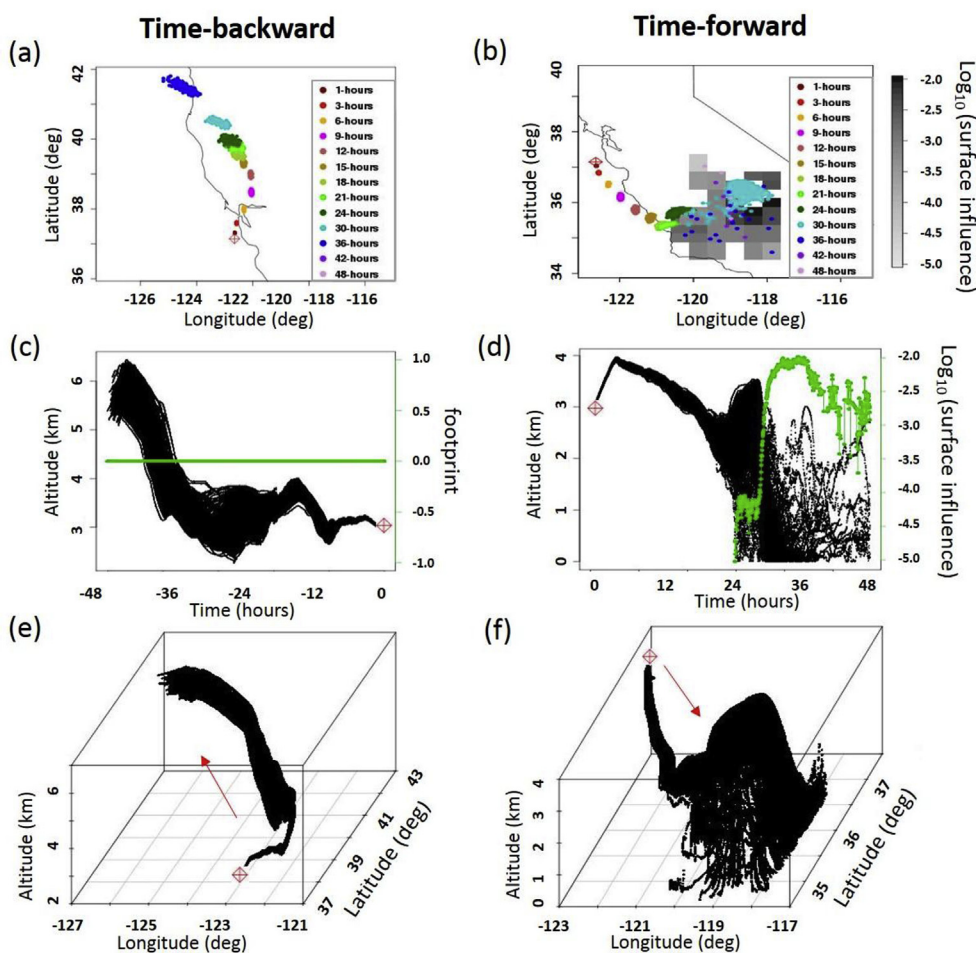 Time-backward
Time-forward
(a)
(b)
42
40
38
36
Latitude (deg)
-126
-124
-122
-120
-118
-116
Longitude (deg)
1-hours
3-hours
6-hours
9-hours
12-hours
15-hours
18-hours
21-hours
24-hours
30-hours
36-hours
42-hours
48-hours
40
38
36
34
Latitude (deg)
-122
-120
-118
-116
Longitude (deg)
1-hours
3-hours
6-hours
9-hours
12-hours
15-hours
18-hours
21-hours
24-hours
30-hours
36-hours
42-hours
48-hours
-2.0
-2.5
-3.0
-3.5
-4.0
-4.5
-5.0
Log10 (surface influence)
(c)
(d)
6
5
4
3
Altitude (km)
-48
-36
-24
-12
0
Time (hours)
1.0
0.5
0.0
-0.5
-1.0
footprint
4
3
2
1
0
Altitude (km)
0
12
24
36
48
Time (hours)
-2.0
-2.5
-3.0
-3.5
-4.0
-4.5
-5.0
Log10 (surface influence)
(e)
(f)
6
4
2
Altitude (km)
-127
-125
-123
-121
Longitude (deg)
37
39
41
43
Latitude (deg)
4
3
2
1
0
Altitude (km)
-123
-121
-119
-117
Longitude (deg)
35
36
37
Latitude (deg)